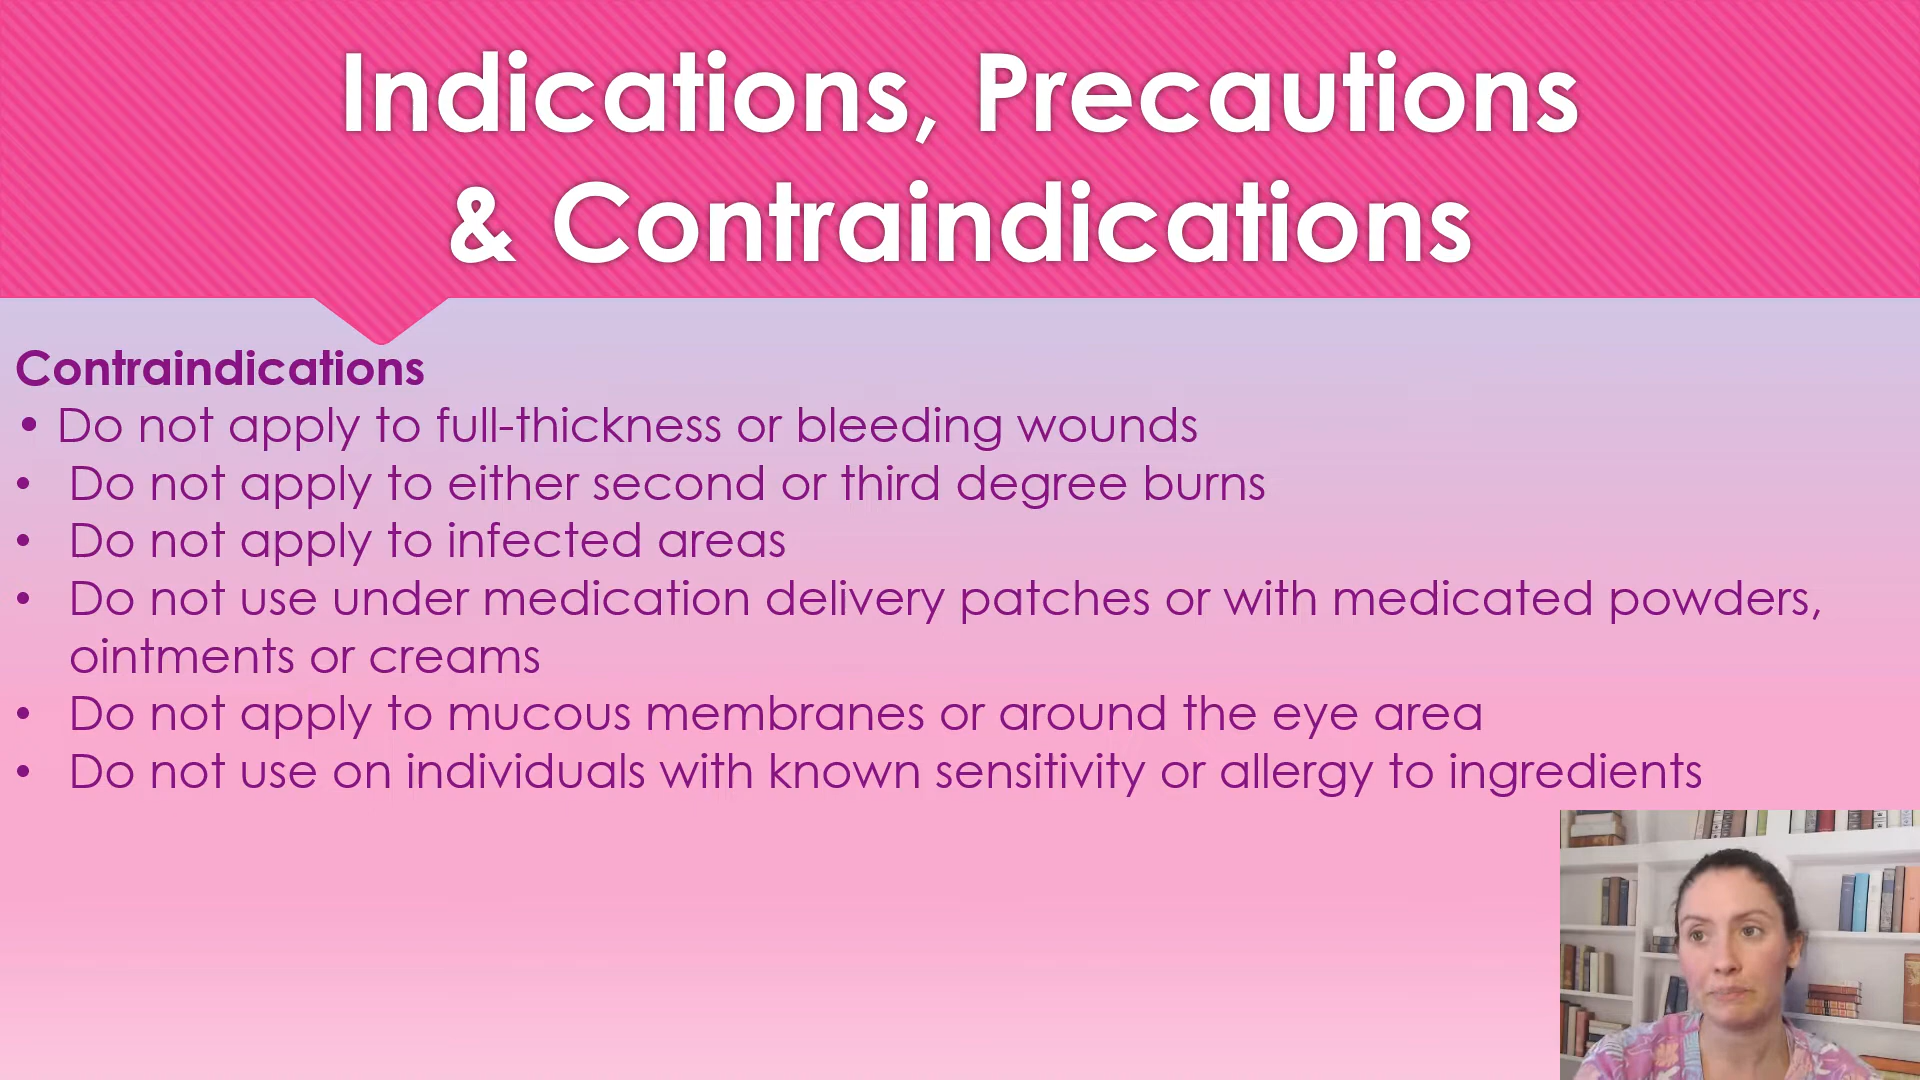 Indications, Precautions
& Contraindications
Contraindications
• Do not apply to full-thickness or bleeding wounds
• Do not apply to either second or third degree burns
• Do not apply to infected areas
• Do not use under medication delivery patches or with medicated powders,
ointments or creams
• Do not apply to mucous membranes or around the eye area
• Do not use on individuals with known sensitivity or allergy to ingredients